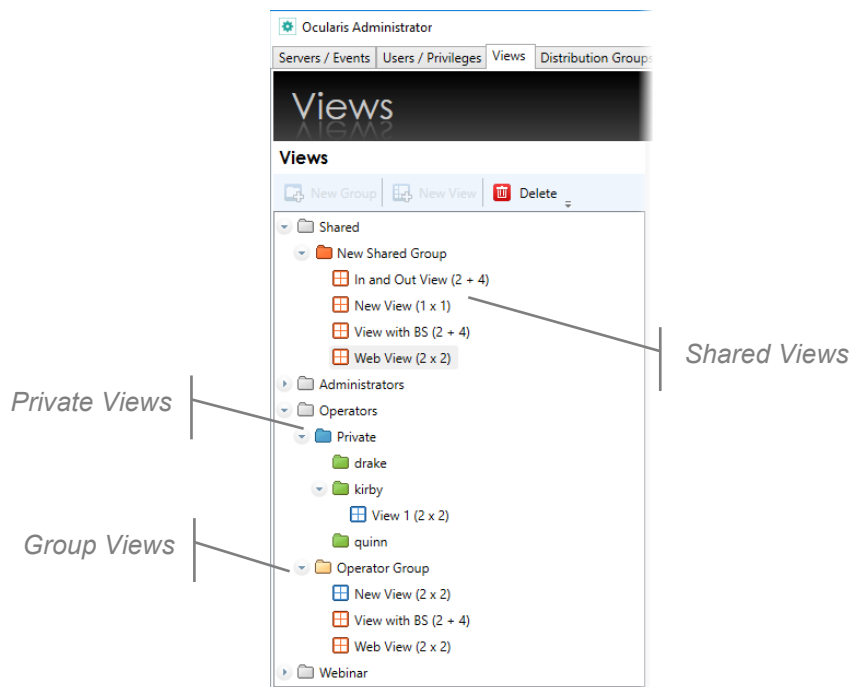 Ocularis Administrator
Servers / Events Users / Privileges Views Distribution Groups
Views
Views
New Group New View Delete
Shared
New Shared Group
In and Out View (2 + 4)
New View (1 x 1)
View with BS (2 + 4)
Shared Views
Web View (2 x 2)
Administrators
Private Views
Operators
Private
drake
kirby
View 1 (2 x 2)
quinn
Group Views
Operator Group
New View (2 x 2)
View with BS (2 + 4)
Web View (2 x 2)
Webinar